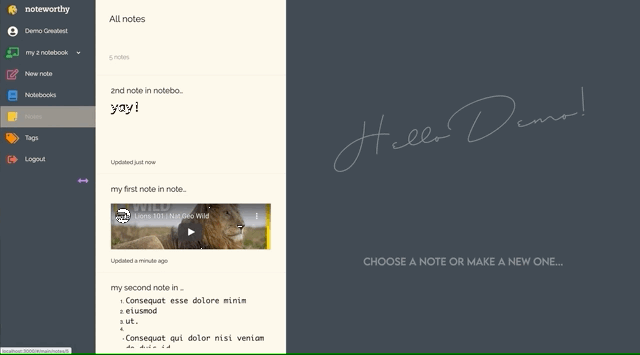 noteworthy
Demo Greatest
my 2 notebook
New note
Notebooks
Notes
Tags
Logout
localhost:3000/#/main/notes/5
All notes
5 notes
2nd note in notebo...
yay!
Updated just now
my first note in note...
Lions 101 | Nat Geo Wild
Updated a minute ago
my second note in ...
1. Consequat esse dolore minim
2. eiusmod
3. ut.
4.
Consequat qui dolor nisi veniam
Hello Demo!
CHOOSE A NOTE OR MAKE A NEW ONE...